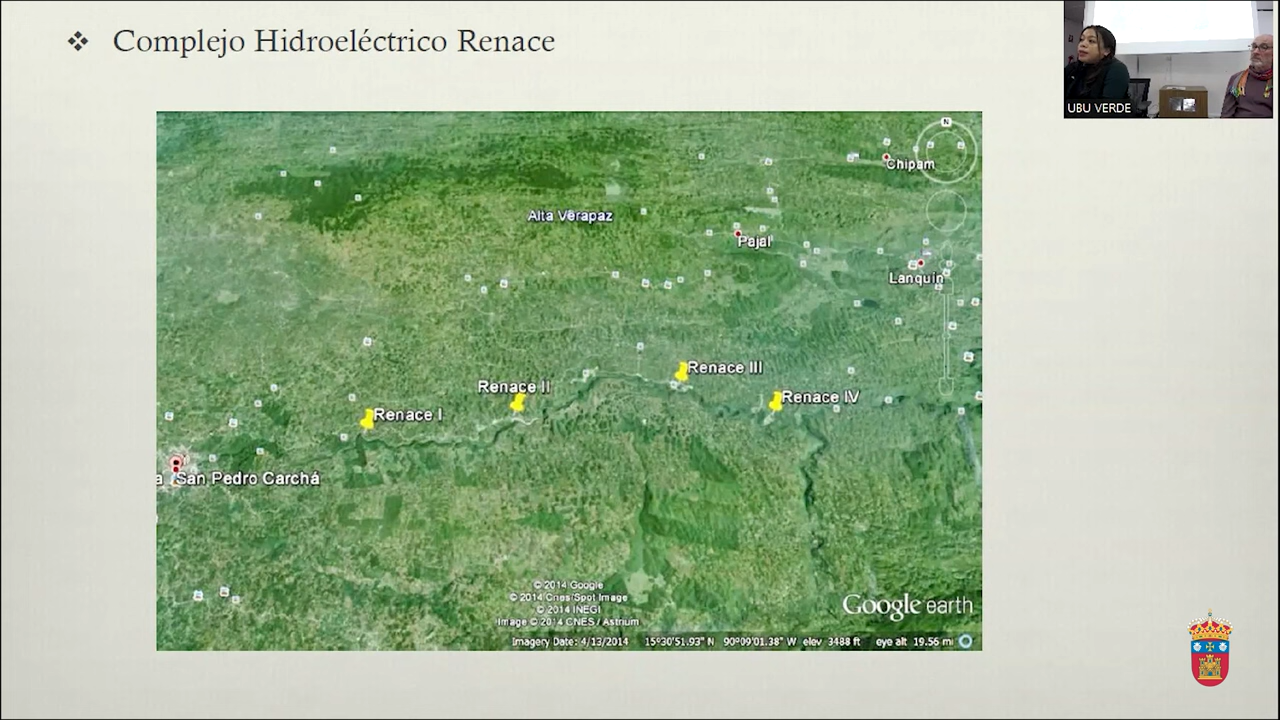 Complejo Hidroeléctrico Renace
UBU VERDE
N
Chipam
Alta Verapaz
Pajal
Lanquín
Renace III
Renace II
Renace IV
Renace I
a
San Pedro Carchá
© 2014 Google
© 2014 Cnes/Spot Image
© 2014 INEGI
Image © 2014 CNES / Astrium
Google earth
Imagery Date: 4/13/2014 15°30'51.93" N 90°09'01.38" W elev 3488 ft eye alt 19.56 mi